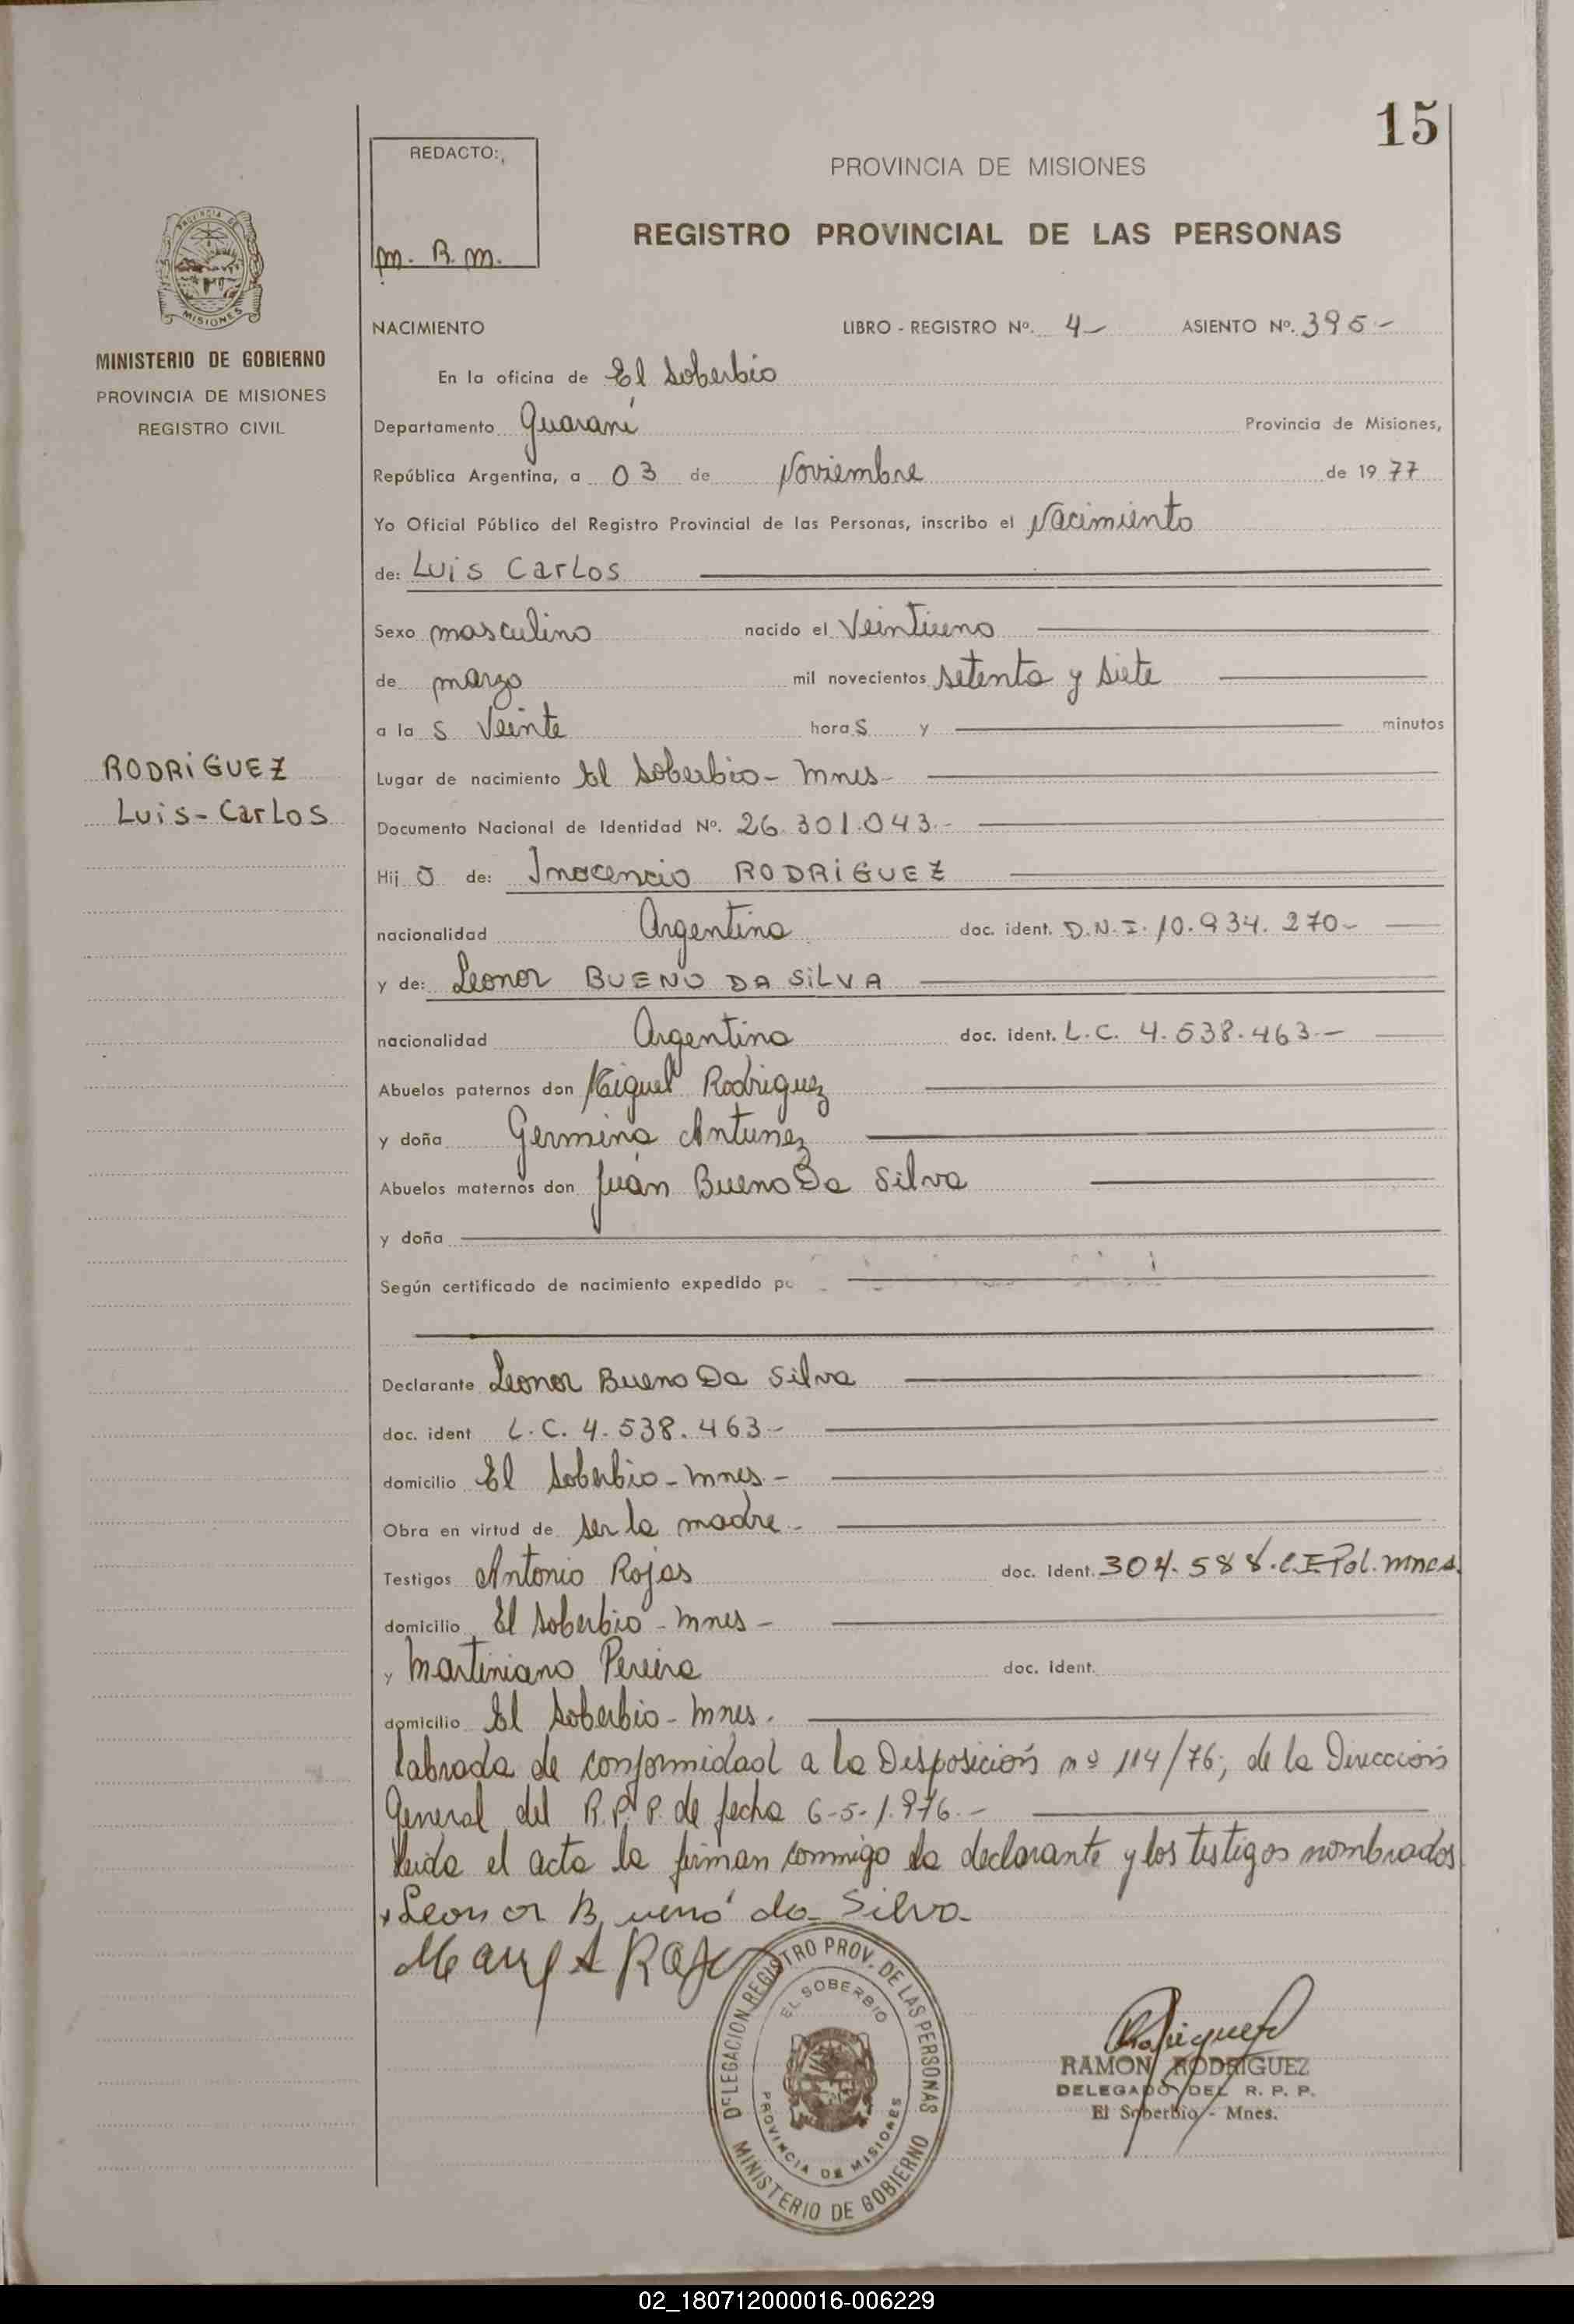 15
REDACTO:
m. R. m.
PROVINCIA DE MISIONES
REGISTRO PROVINCIAL DE LAS PERSONAS
PROVINCIA DE
MISIONES
MINISTERIO DE GOBIERNO
PROVINCIA DE MISIONES
REGISTRO CIVIL
NACIMIENTO LIBRO - REGISTRO Nº. 4 - ASIENTO Nº. 395 -
En la oficina de El Soberbio
Departamento Guaraní Provincia de Misiones,
República Argentina, a 03 de Noviembre de 19 77
Yo Oficial Público del Registro Provincial de las Personas, inscribo el Nacimiento
de: Luis Carlos
Sexo masculino nacido el Veintiuno
de marzo mil novecientos setenta y siete
a la s Veinte hora s y minutos
RODRIGUEZ
Luis - Carlos
Lugar de nacimiento El Soberbio - Mnes -
Documento Nacional de Identidad Nº. 26.301.043.-
Hij o de: Inocencio RODRIGUEZ
nacionalidad Argentina doc. ident. D.N.I. 10.934.270 -
y de: Leonor BUENO DA SILVA
nacionalidad Argentina doc. ident. L.C. 4.538.463.-
Abuelos paternos don Miguel Rodriguez
y doña Germina Antunez
Abuelos maternos don Juan Bueno Da Silva
y doña
Según certificado de nacimiento expedido po
Declarante Leonor Bueno Da Silva
doc. ident L.C. 4.538.463 -
domicilio El Soberbio - Mnes. -
Obra en virtud de ser la madre -
Testigos Antonio Rojas doc. ident. 304.588.C.I Pol. Mnes.
domicilio El Soberbio - Mnes -
y Martiniano Pereira doc. ident.
domicilio El Soberbio - Mnes.
Labrada de conformidad a la Disposición nº 114/76, de la Dirección
General del R.P.P. de fecha 6-5-1.976.-
Leida el acta la firman conmigo la declarante y los testigos nombrados
Leonor Bueno da Silva
DELEGACION REGISTRO PROV. DE LAS PERSONAS
EL SOBERBIO
PROVINCIA DE MISIONES
MINISTERIO DE GOBIERNO
RAMON RODRIGUEZ
DELEGADO DEL R. P. P.
El Soberbio - Mnes.
02_180712000016-006229